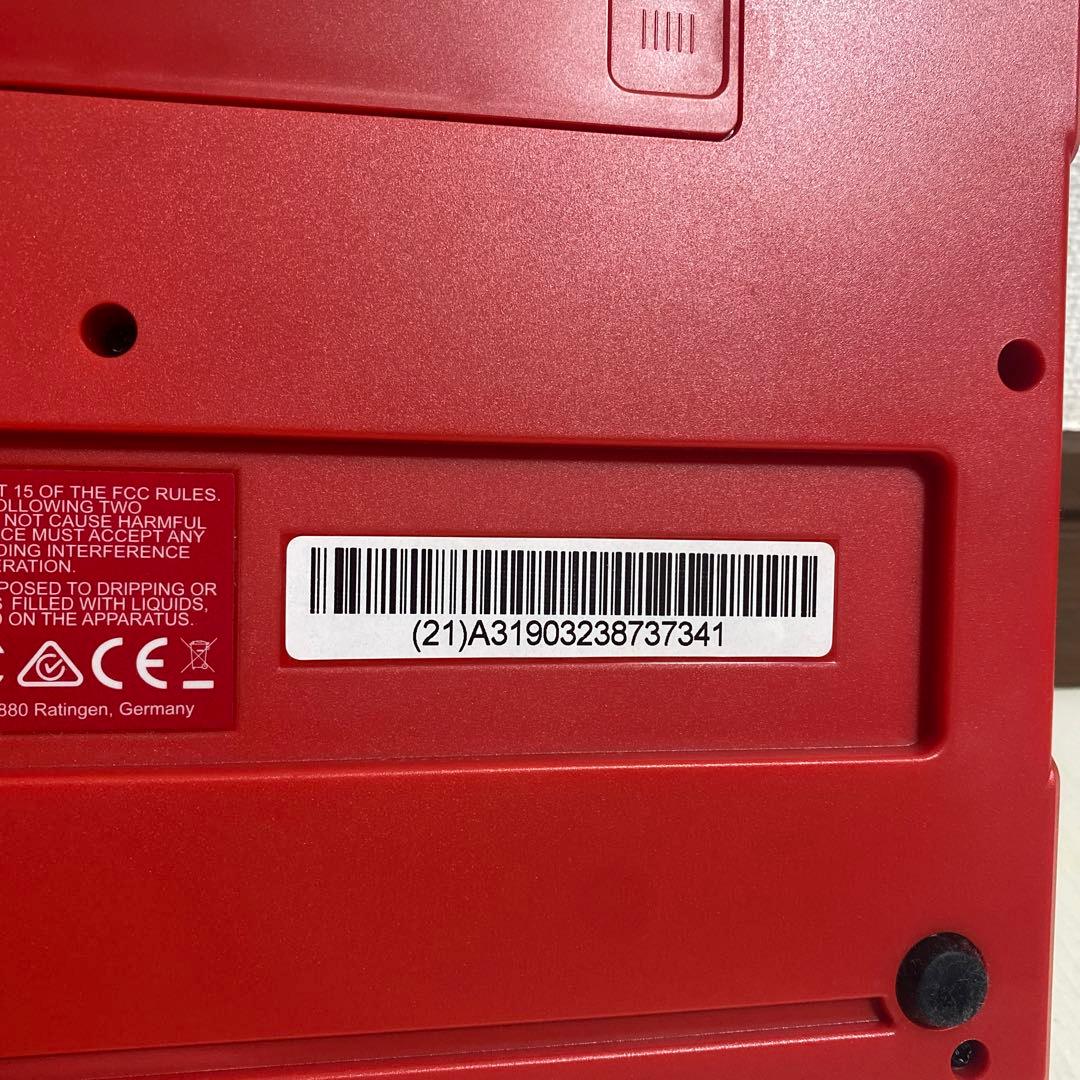 T 15 OF THE FCC RULES.
OLLOWING TWO
NOT CAUSE HARMFUL
CE MUST ACCEPT ANY
DING INTERFERENCE
ERATION.
POSED TO DRIPPING OR
S FILLED WITH LIQUIDS,
D ON THE APPARATUS.
CE
880 Ratingen, Germany
(21)A31903238737341